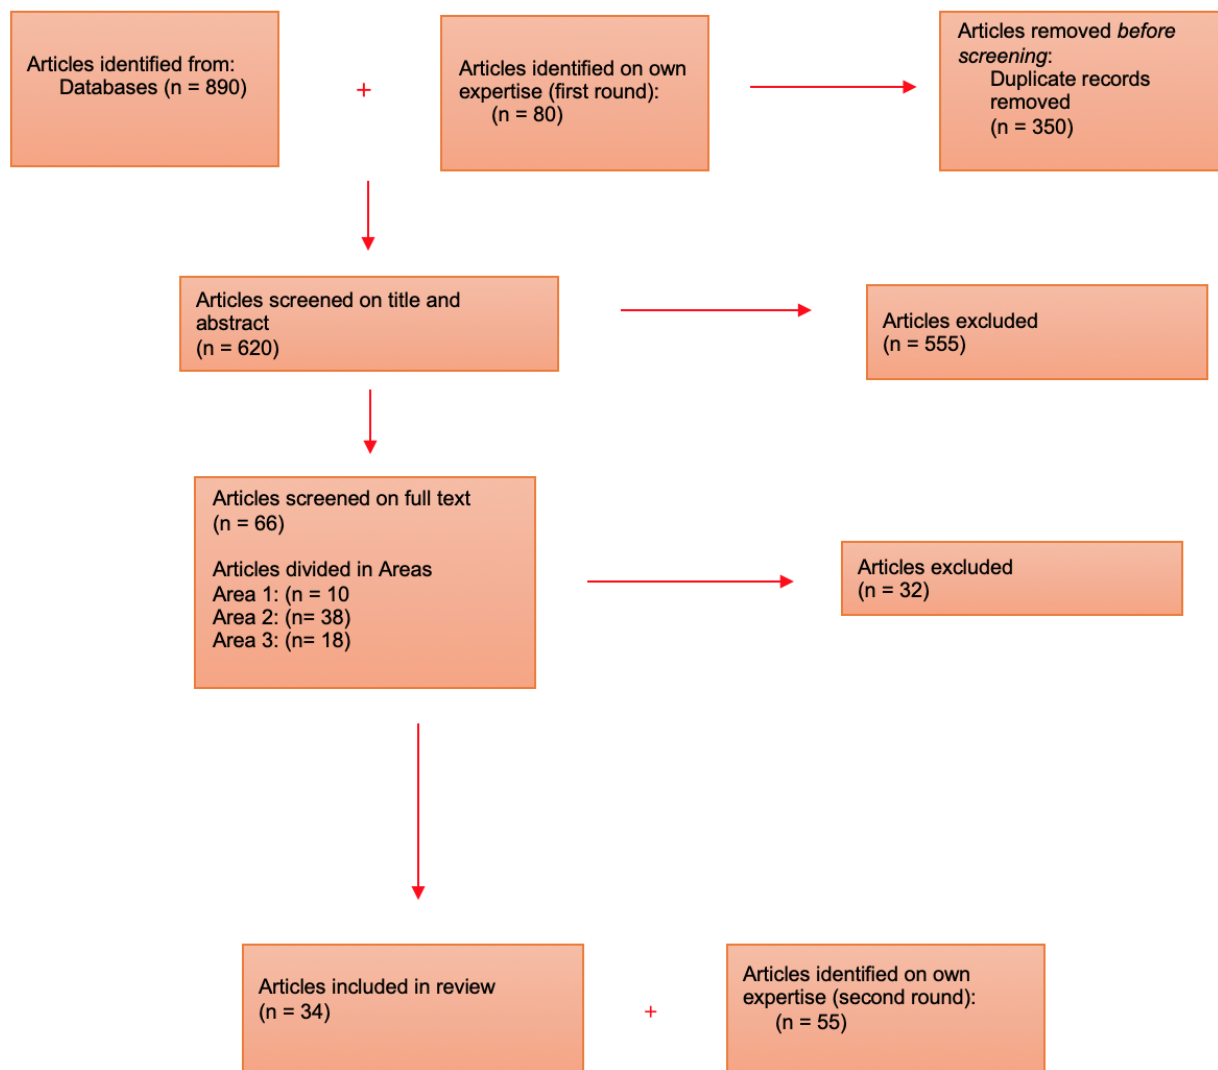 Articles identified from:
Databases (n = 890)
+
Articles identified on own
expertise (first round):
(n = 80)
Articles removed before
screening:
Duplicate records
removed
(n = 350)
Articles screened on title and
abstract
(n = 620)
Articles excluded
(n = 555)
Articles screened on full text
(n = 66)
Articles divided in Areas
Area 1: (n = 10
Area 2: (n= 38)
Area 3: (n= 18)
Articles excluded
(n = 32)
Articles included in review
(n = 34)
+
Articles identified on own
expertise (second round):
(n = 55)